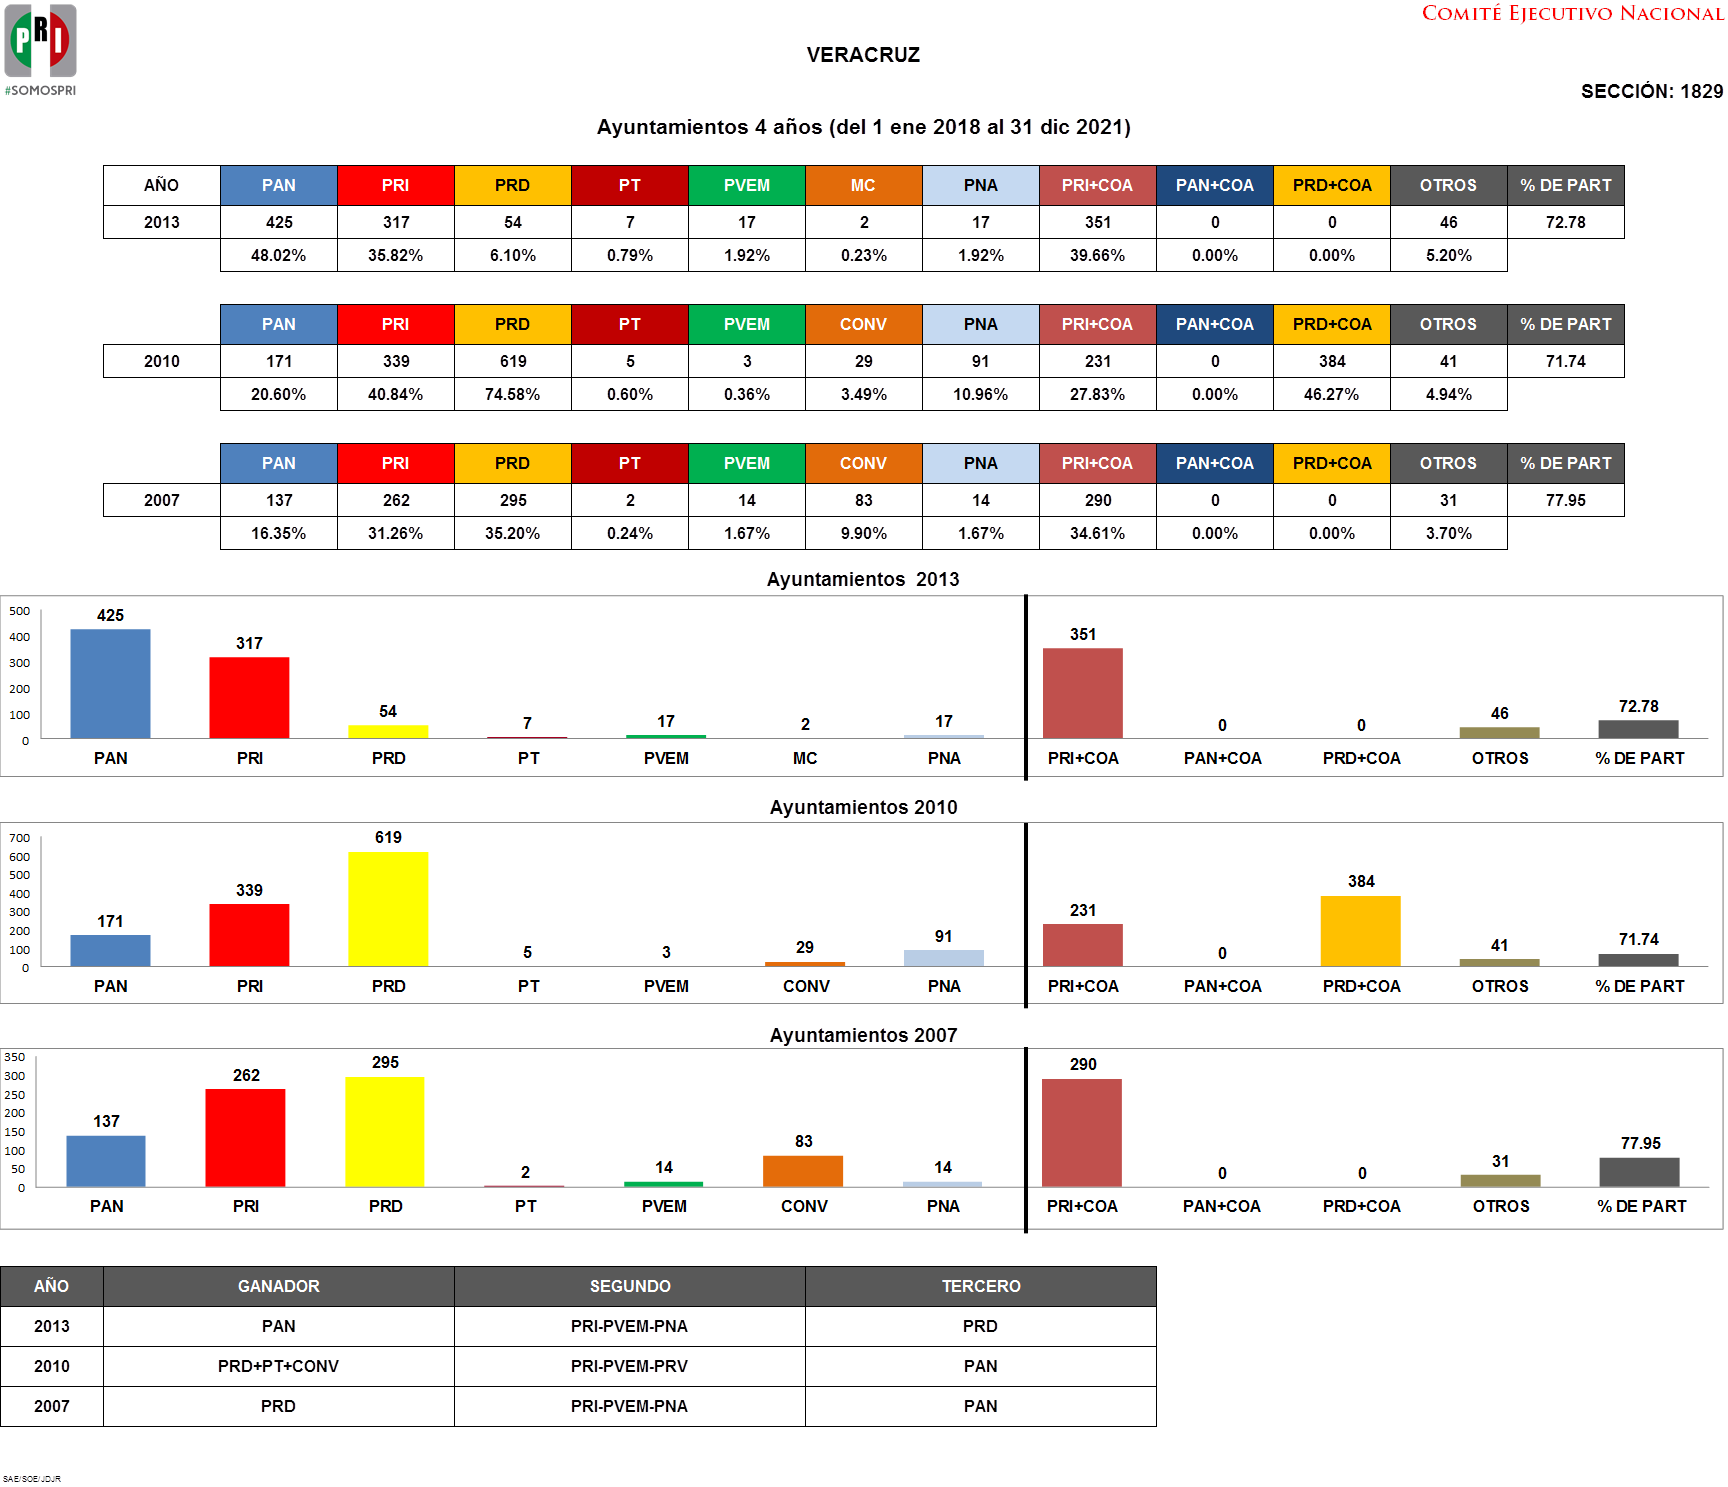 PRI
#SOMOSPRI
COMITÉ EJECUTIVO NACIONAL
VERACRUZ
SECCIÓN: 1829
Ayuntamientos 4 años (del 1 ene 2018 al 31 dic 2021)
AÑO PAN PRI PRD PT PVEM MC PNA PRI+COA PAN+COA PRD+COA OTROS % DE PART
2013 425 317 54 7 17 2 17 351 0 0 46 72.78
48.02% 35.82% 6.10% 0.79% 1.92% 0.23% 1.92% 39.66% 0.00% 0.00% 5.20%
PAN PRI PRD PT PVEM CONV PNA PRI+COA PAN+COA PRD+COA OTROS % DE PART
2010 171 339 619 5 3 29 91 231 0 384 41 71.74
20.60% 40.84% 74.58% 0.60% 0.36% 3.49% 10.96% 27.83% 0.00% 46.27% 4.94%
PAN PRI PRD PT PVEM CONV PNA PRI+COA PAN+COA PRD+COA OTROS % DE PART
2007 137 262 295 2 14 83 14 290 0 0 31 77.95
16.35% 31.26% 35.20% 0.24% 1.67% 9.90% 1.67% 34.61% 0.00% 0.00% 3.70%
Ayuntamientos 2013
500
400
300
200
100
0
425 317 54 7 17 2 17 351 0 0 46 72.78
PAN PRI PRD PT PVEM MC PNA PRI+COA PAN+COA PRD+COA OTROS % DE PART
Ayuntamientos 2010
700
600
500
400
300
200
100
0
171 339 619 5 3 29 91 231 0 384 41 71.74
PAN PRI PRD PT PVEM CONV PNA PRI+COA PAN+COA PRD+COA OTROS % DE PART
Ayuntamientos 2007
350
300
250
200
150
100
50
0
137 262 295 2 14 83 14 290 0 0 31 77.95
PAN PRI PRD PT PVEM CONV PNA PRI+COA PAN+COA PRD+COA OTROS % DE PART
AÑO GANADOR SEGUNDO TERCERO
2013 PAN PRI-PVEM-PNA PRD
2010 PRD+PT+CONV PRI-PVEM-PRV PAN
2007 PRD PRI-PVEM-PNA PAN
SAE/SOE/JDJR